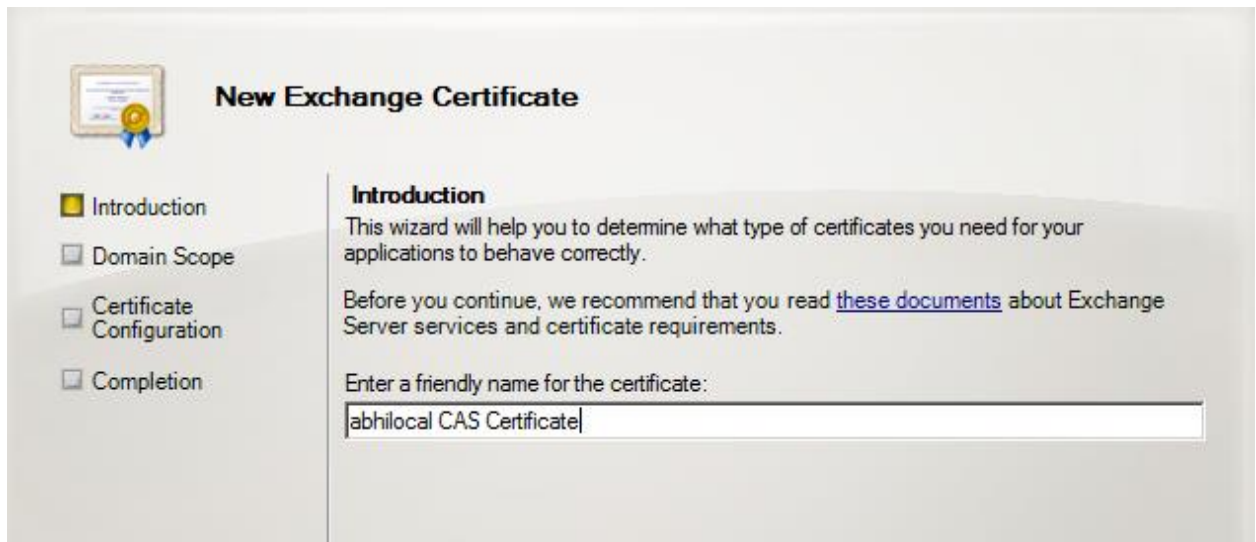 New Exchange Certificate
Introduction
Domain Scope
Certificate
Configuration
Completion
Introduction
This wizard will help you to determine what type of certificates you need for your
applications to behave correctly.
Before you continue, we recommend that you read these documents about Exchange
Server services and certificate requirements.
Enter a friendly name for the certificate:
abhilocal CAS Certificate